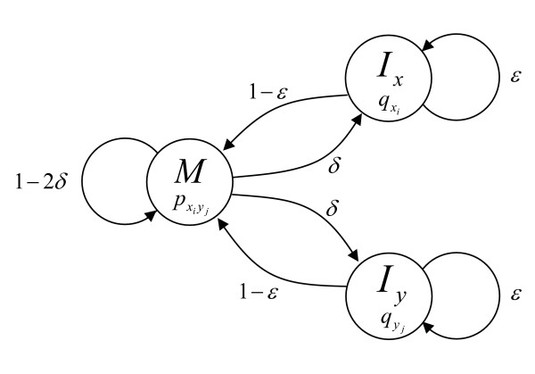 I_x
q_{x_i}
ε
1−ε
δ
M
p_{x_i y_j}
1−2δ
δ
1−ε
I_y
q_{y_j}
ε